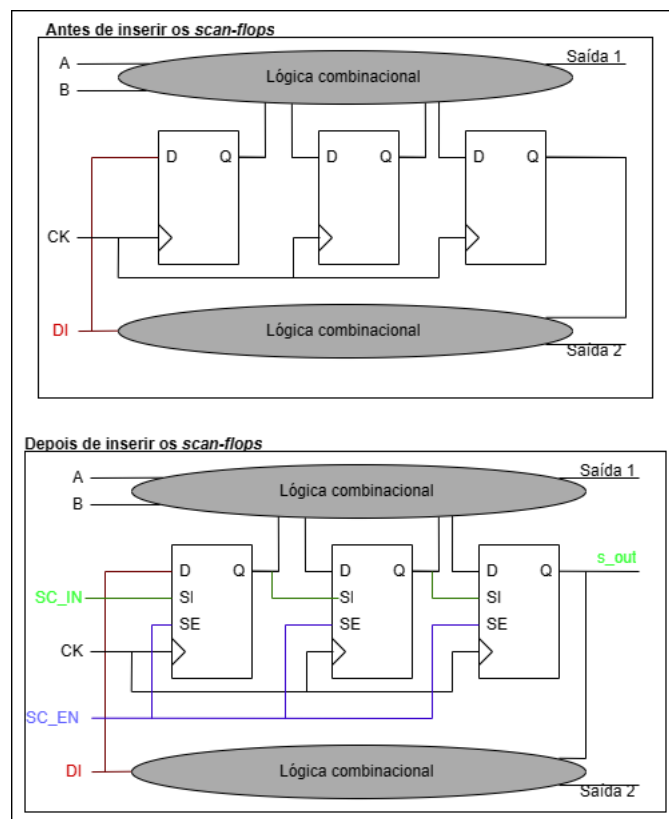 Antes de inserir os scan-flops
A
B
Lógica combinacional
Saída 1
D Q D Q D Q
CK
DI
Lógica combinacional
Saída 2
Depois de inserir os scan-flops
A
B
Lógica combinacional
Saída 1
s_out
D Q D Q D Q
SC_IN SI SI SI
SE SE SE
CK
SC_EN
DI
Lógica combinacional
Saída 2